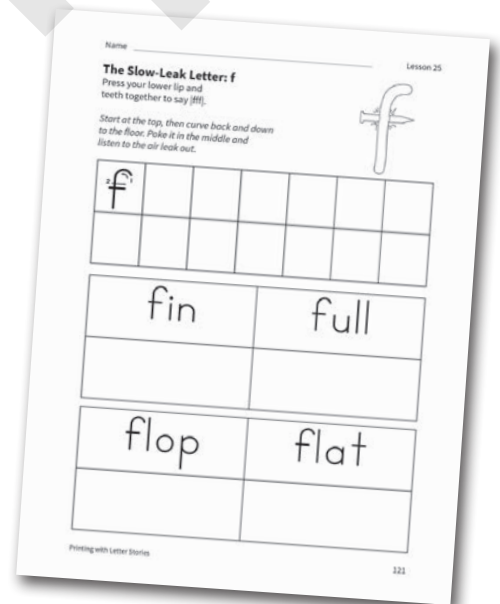 Name
Lesson 25
The Slow-Leak Letter: f
Press your lower lip and
teeth together to say |fff|.
Start at the top, then curve back and down
to the floor. Poke it in the middle and
listen to the air leak out.
f
fin full
flop flat
Printing with Letter Stories
121